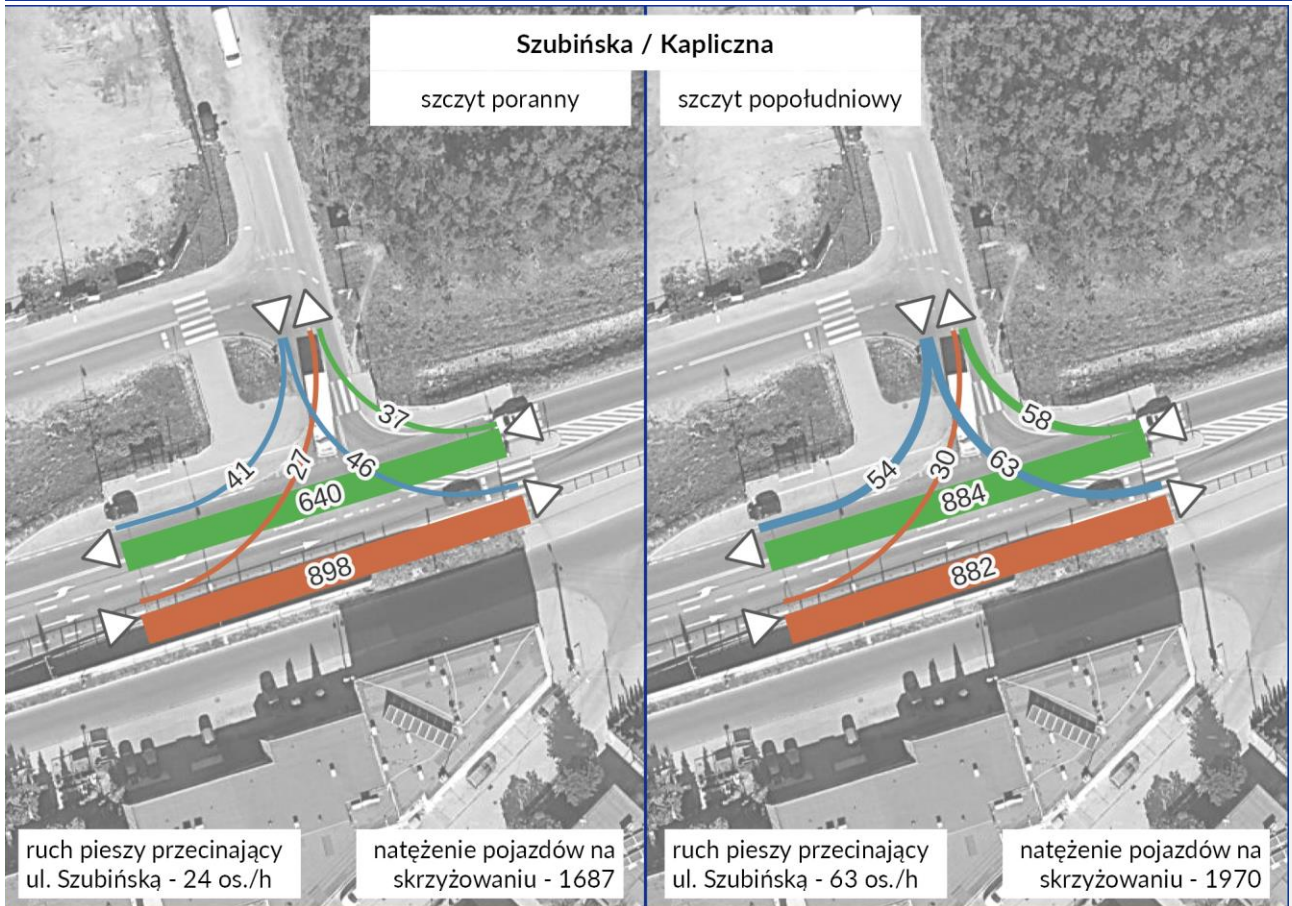 Szubińska / Kapliczna
szczyt poranny
szczyt popołudniowy
37
41
27
46
640
898
58
54
30
63
884
882
ruch pieszy przecinający
ul. Szubińską - 24 os./h
natężenie pojazdów na
skrzyżowaniu - 1687
ruch pieszy przecinający
ul. Szubińską - 63 os./h
natężenie pojazdów na
skrzyżowaniu - 1970